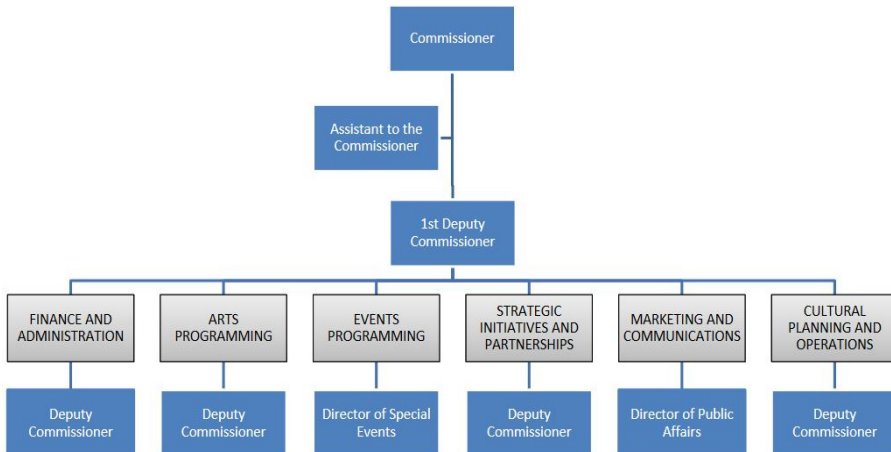 Commissioner
Assistant to the
Commissioner
1st Deputy
Commissioner
FINANCE AND
ADMINISTRATION
ARTS
PROGRAMMING
EVENTS
PROGRAMMING
STRATEGIC
INITIATIVES AND
PARTNERSHIPS
MARKETING AND
COMMUNICATIONS
CULTURAL
PLANNING AND
OPERATIONS
Deputy
Commissioner
Deputy
Commissioner
Director of Special
Events
Deputy
Commissioner
Director of Public
Affairs
Deputy
Commissioner